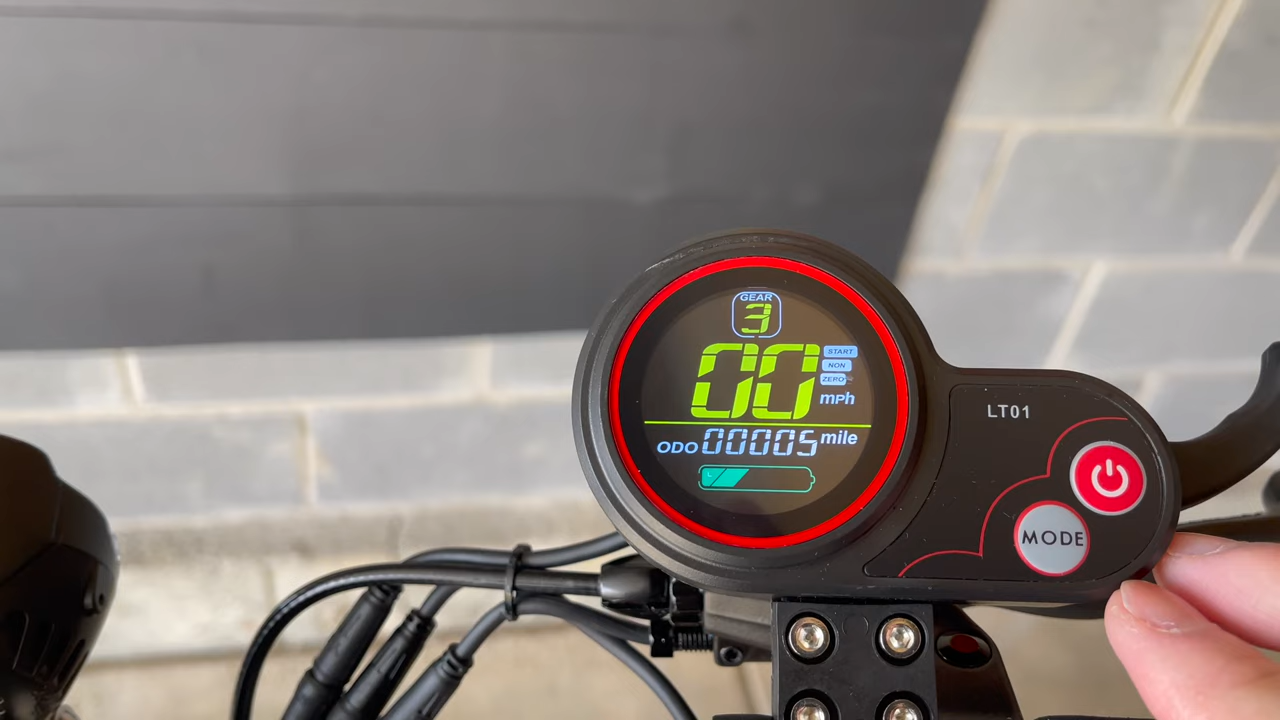 GEAR
3
00
START
NON
ZERO
mph
ODO 00005 mile
LT01
MODE